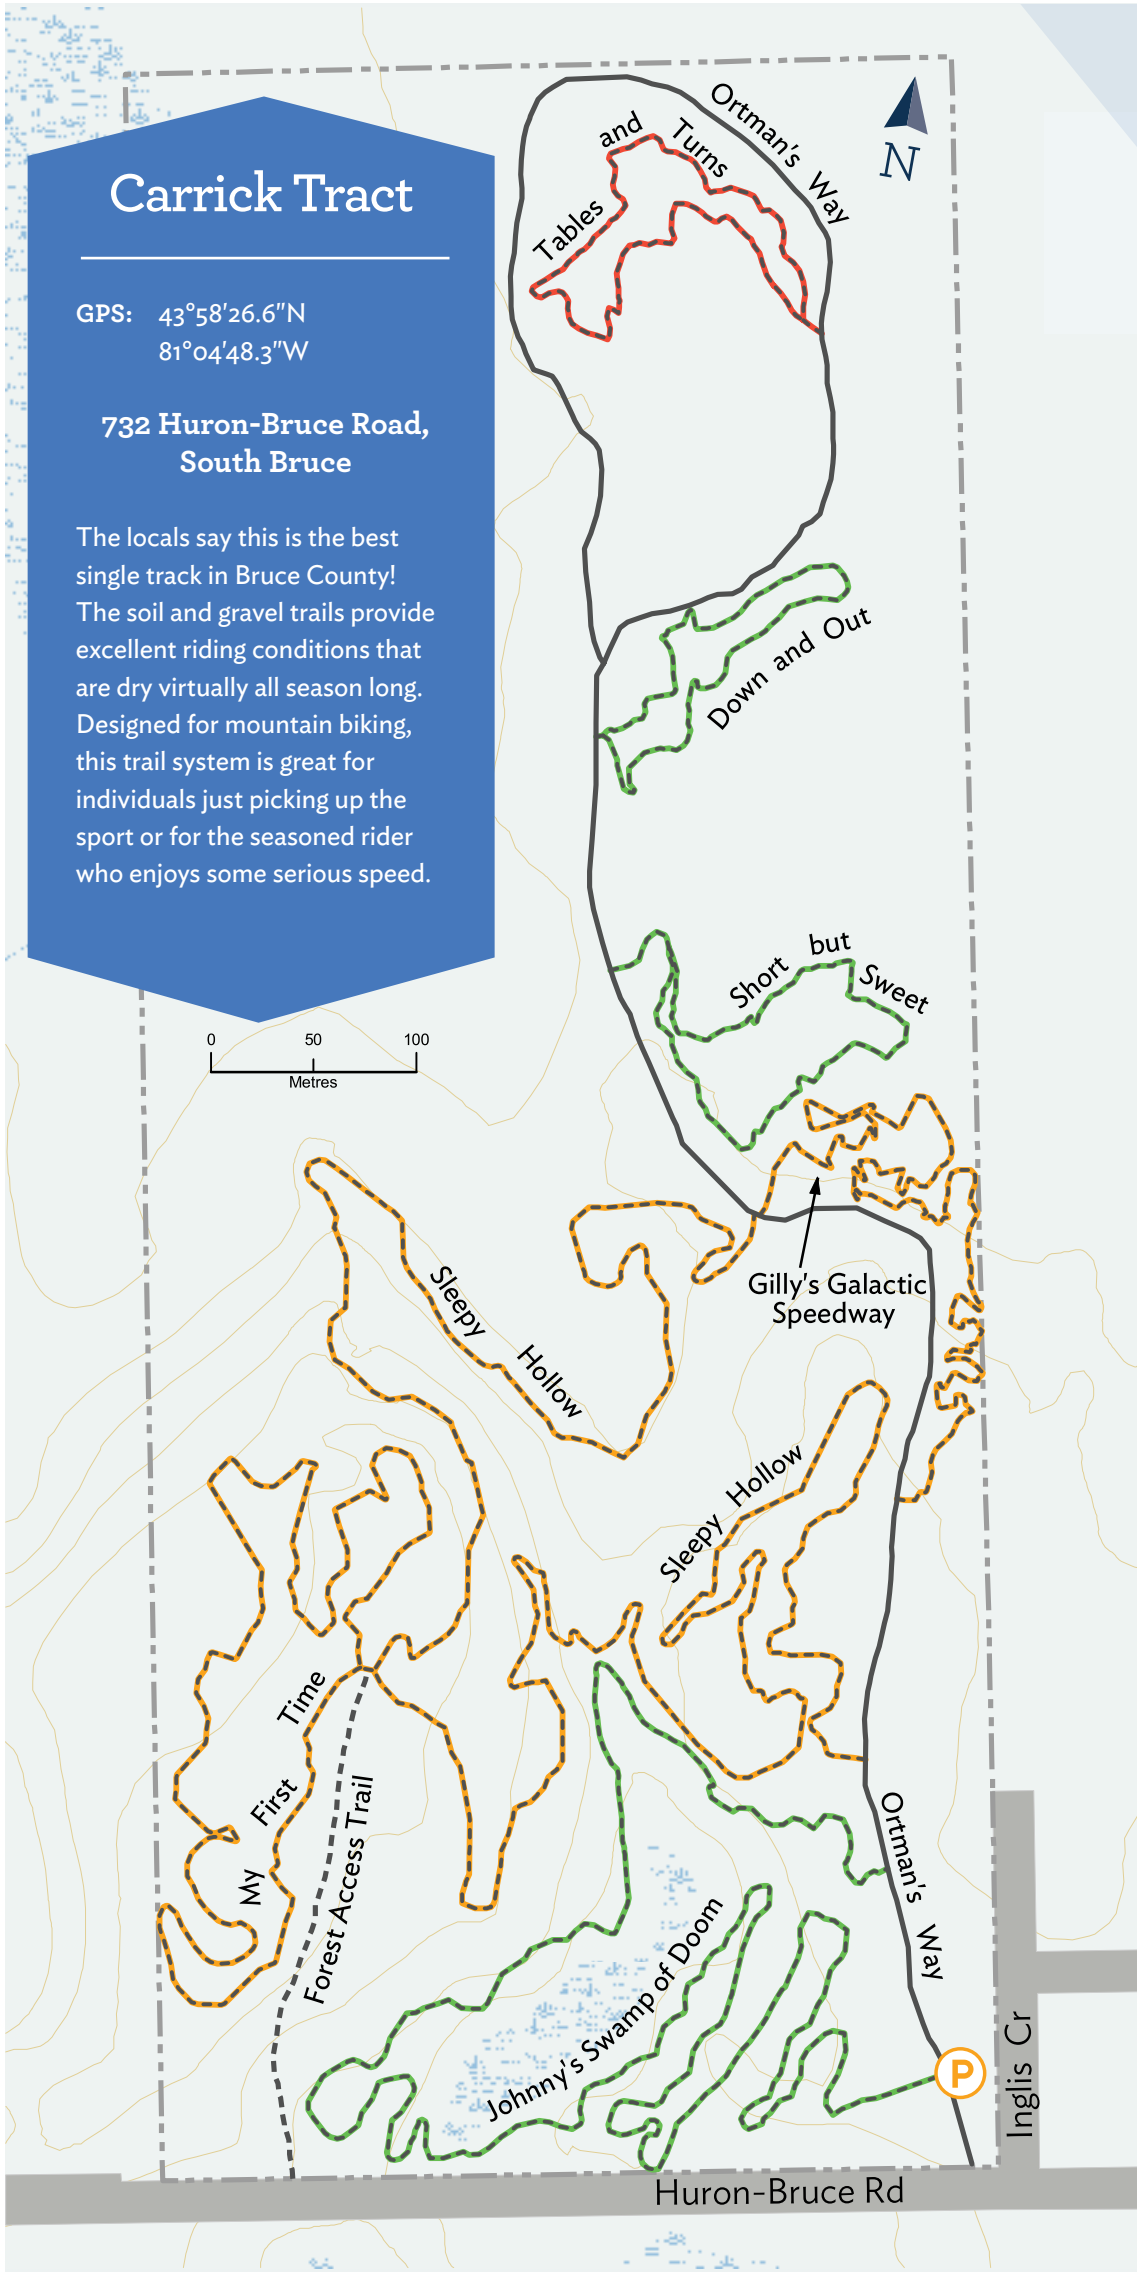 Carrick Tract
GPS: 43°58'26.6"N
81°04'48.3"W
732 Huron-Bruce Road,
South Bruce
The locals say this is the best
single track in Bruce County!
The soil and gravel trails provide
excellent riding conditions that
are dry virtually all season long.
Designed for mountain biking,
this trail system is great for
individuals just picking up the
sport or for the seasoned rider
who enjoys some serious speed.
0 50 100
Metres
N
Ortman's Way
Tables and Turns
Down and Out
Short but Sweet
Gilly's Galactic
Speedway
Sleepy Hollow
Sleepy Hollow
My First Time
Forest Access Trail
Johnny's Swamp of Doom
Ortman's Way
P
Inglis Cr
Huron-Bruce Rd